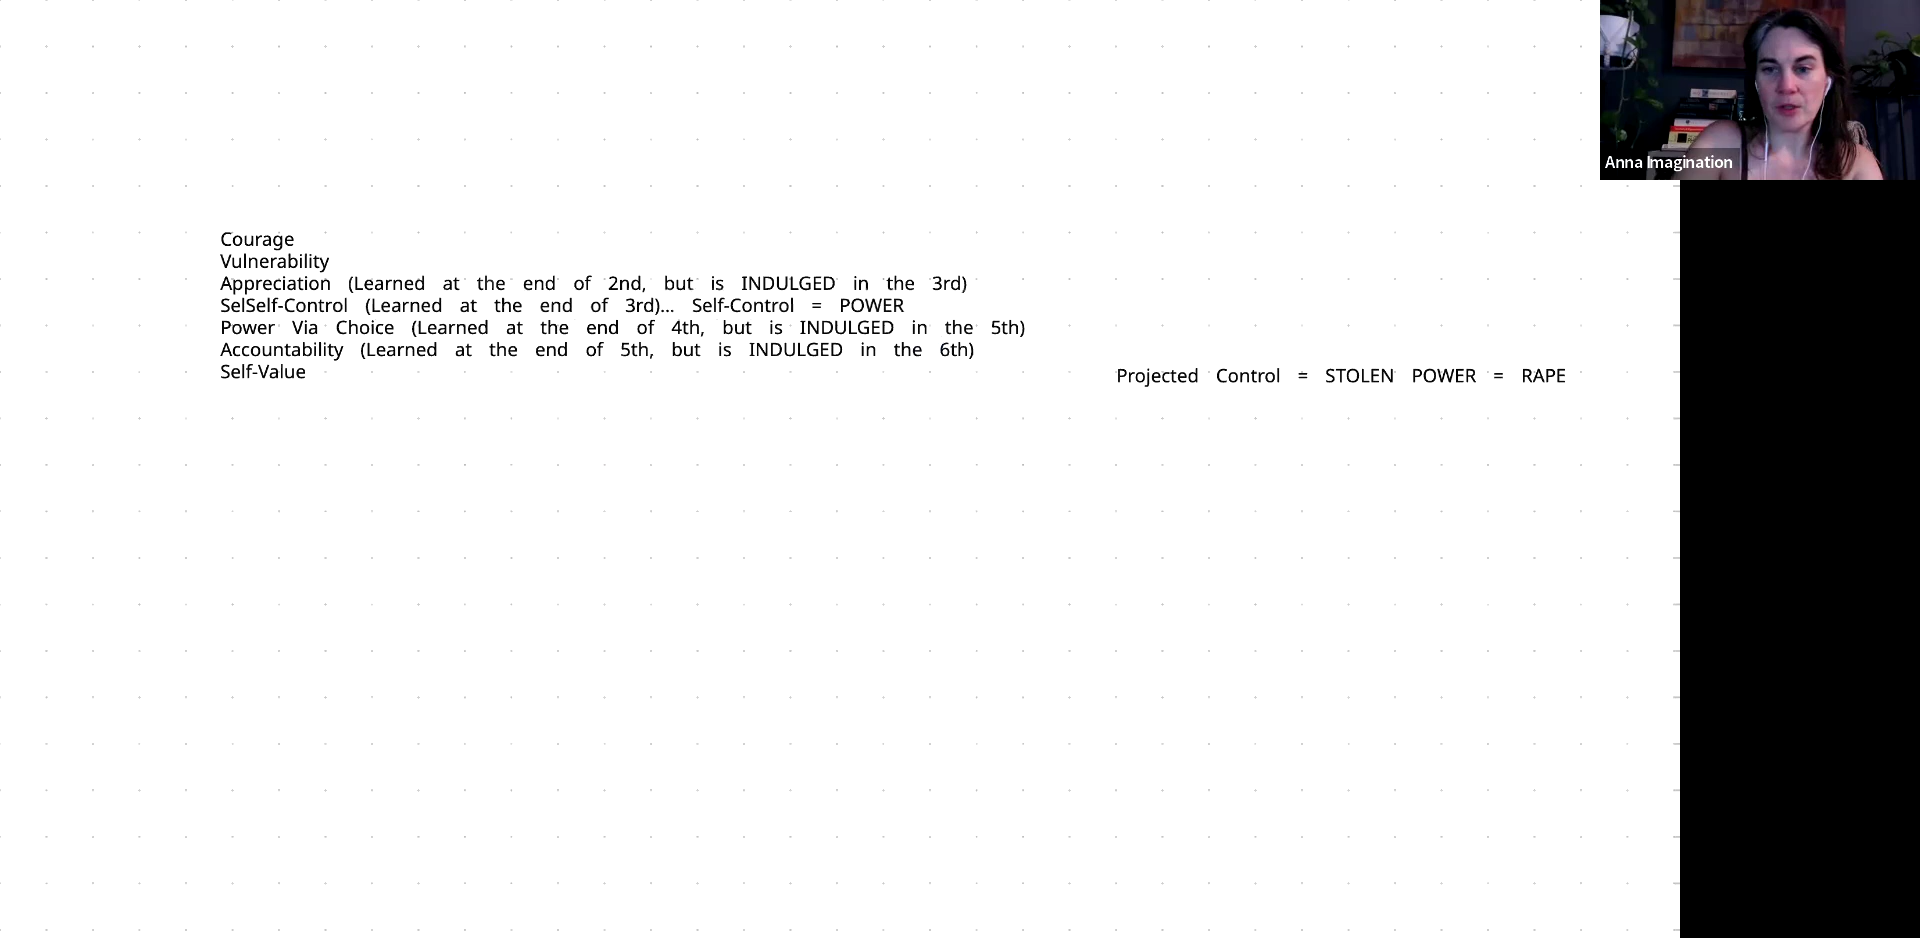 Anna Imagination
Courage
Vulnerability
Appreciation (Learned at the end of 2nd, but is INDULGED in the 3rd)
SelSelf-Control (Learned at the end of 3rd)... Self-Control = POWER
Power Via Choice (Learned at the end of 4th, but is INDULGED in the 5th)
Accountability (Learned at the end of 5th, but is INDULGED in the 6th)
Self-Value
Projected Control = STOLEN POWER = RAPE